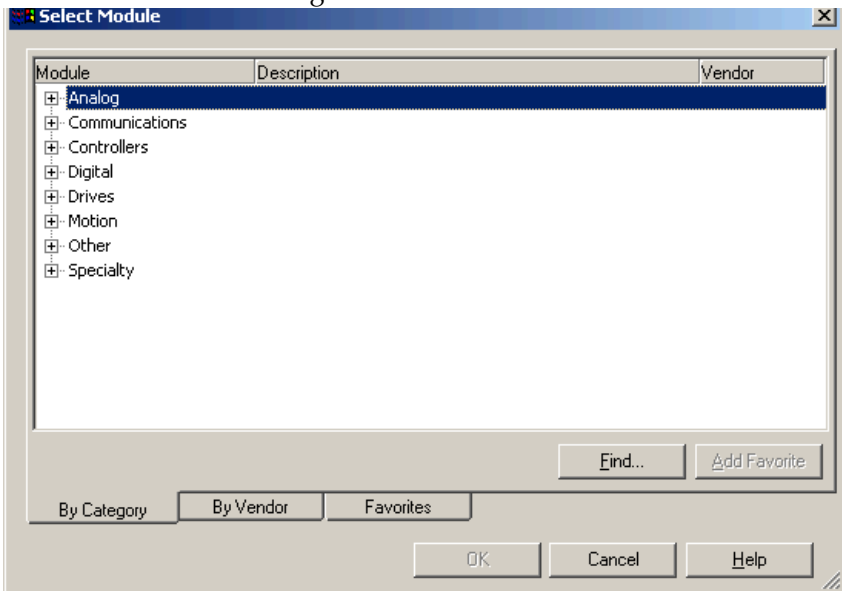 Select Module
Module Description Vendor
Analog
Communications
Controllers
Digital
Drives
Motion
Other
Specialty
Find... Add Favorite
By Category By Vendor Favorites
OK Cancel Help